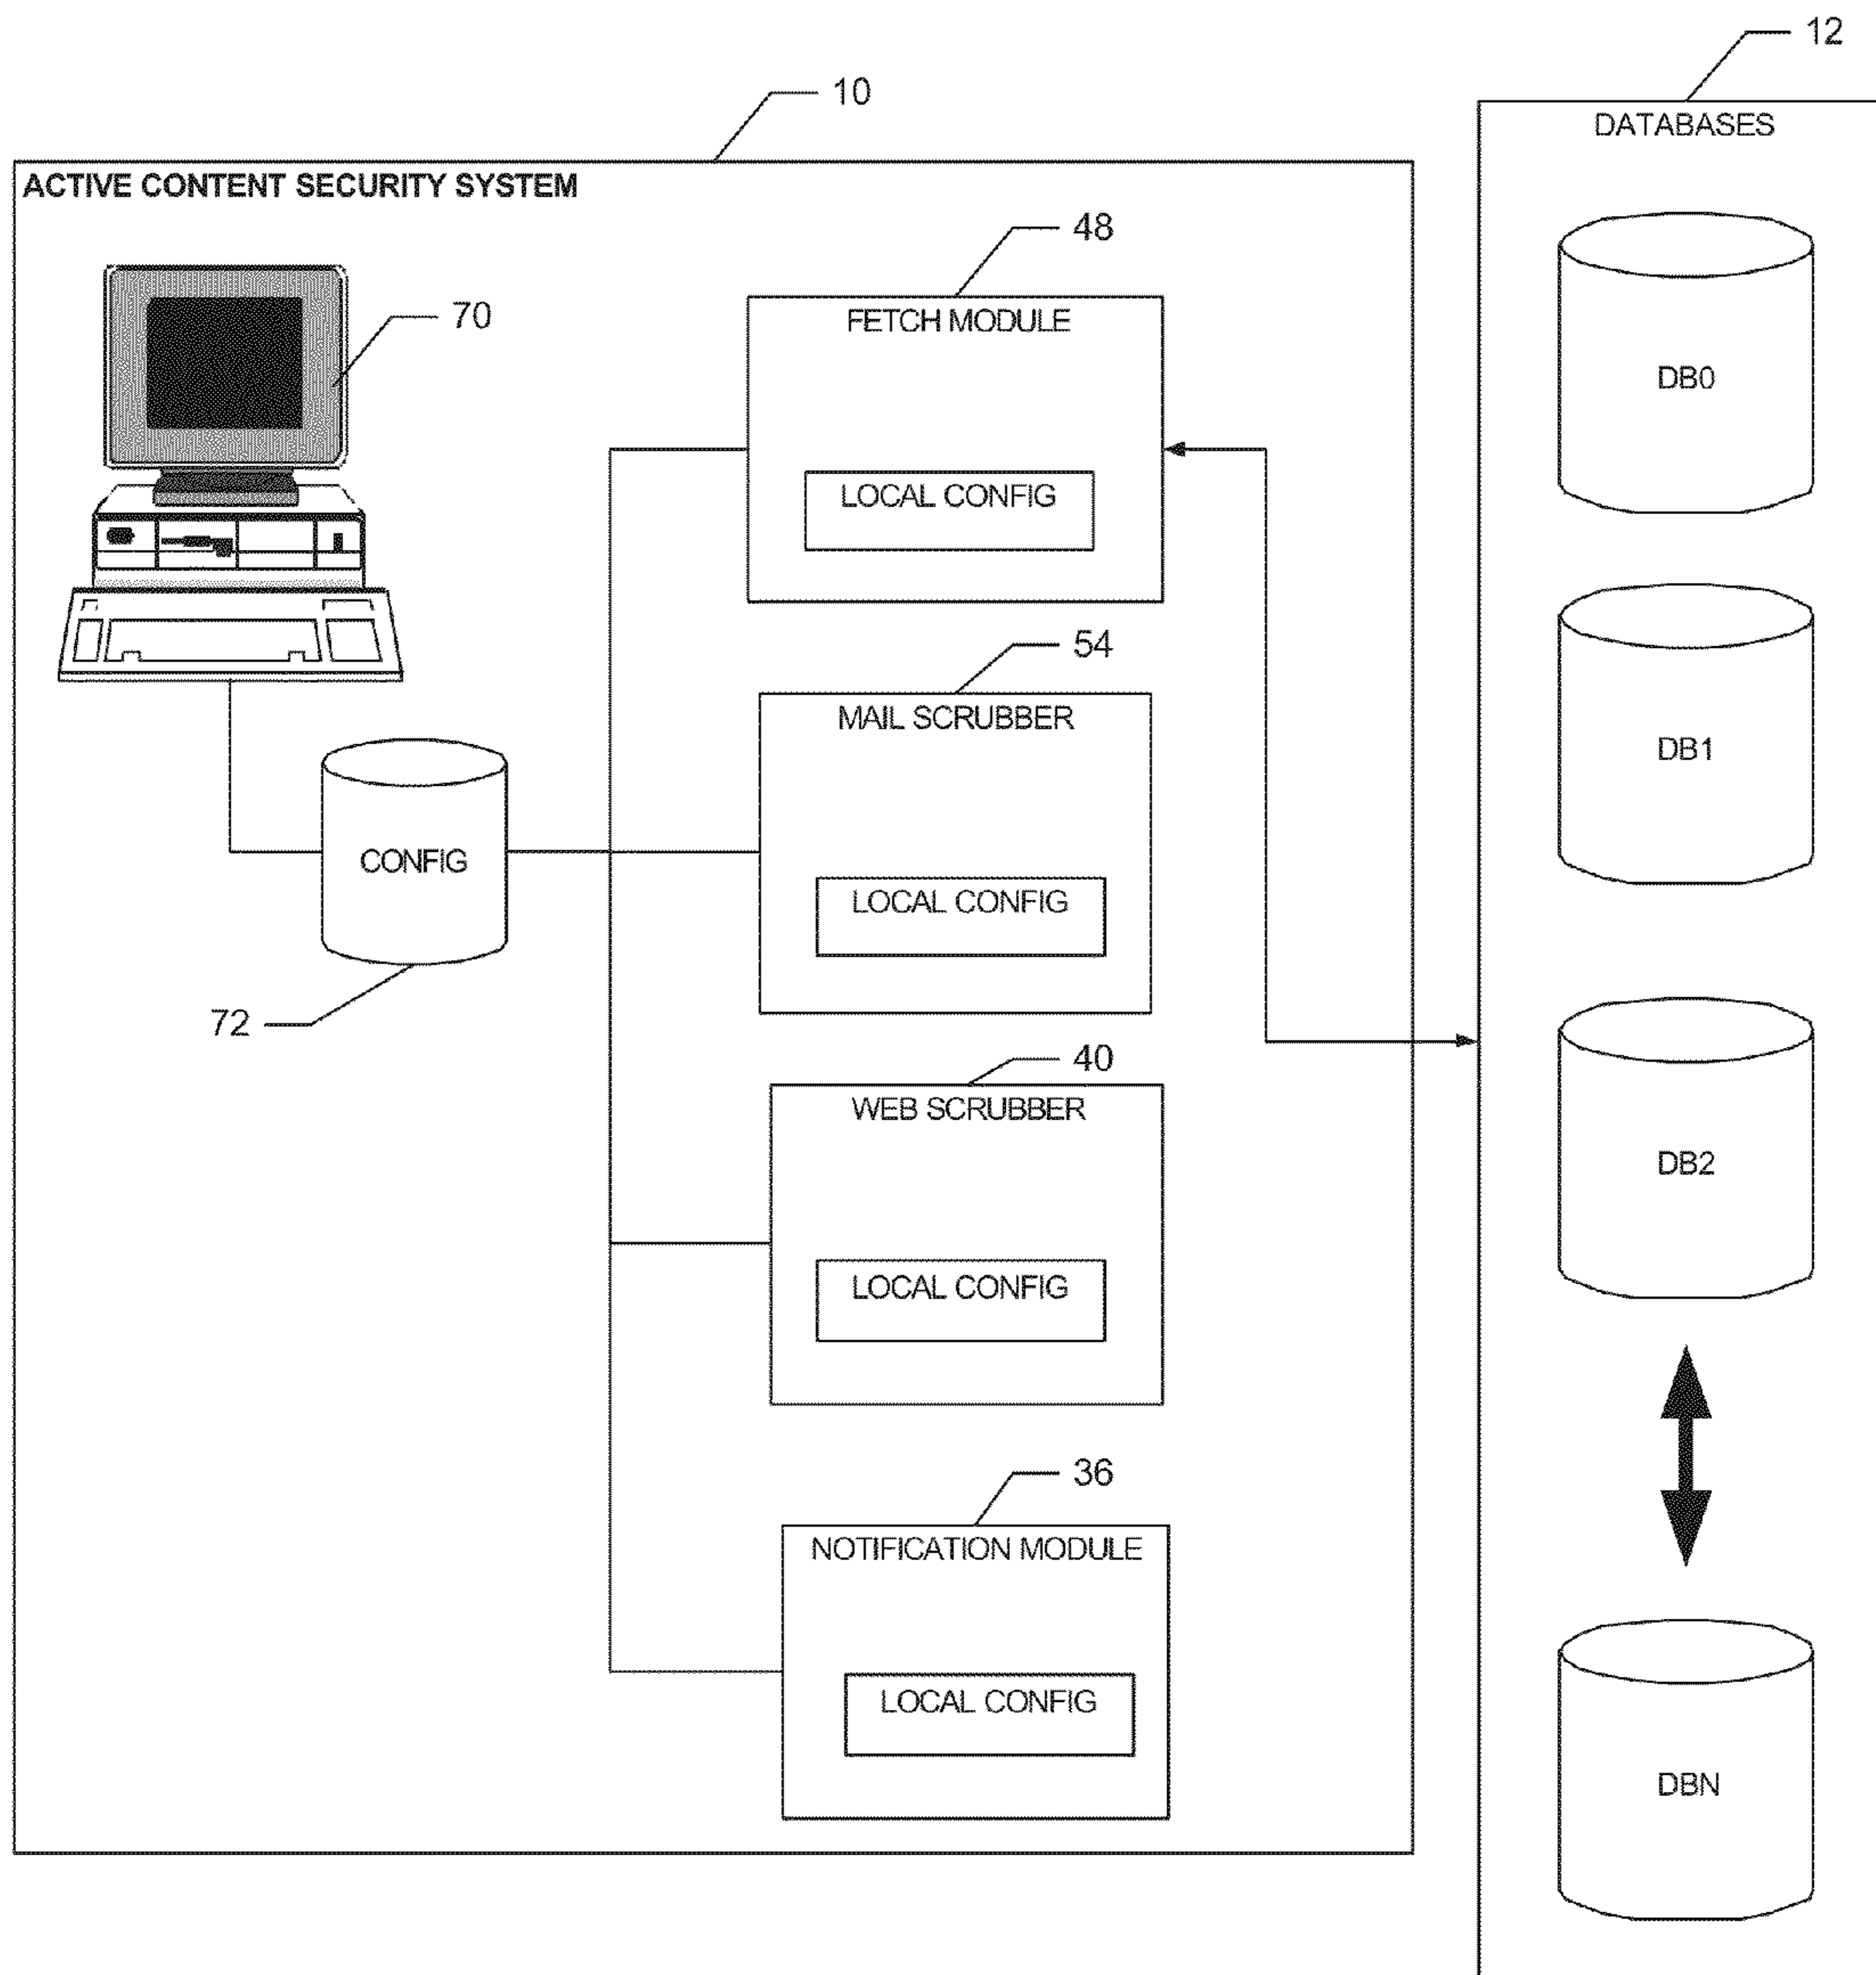 12
10
DATABASES
ACTIVE CONTENT SECURITY SYSTEM
48
70
FETCH MODULE
LOCAL CONFIG
DB0
54
MAIL SCRUBBER
DB1
CONFIG
LOCAL CONFIG
72
40
WEB SCRUBBER
DB2
LOCAL CONFIG
36
NOTIFICATION MODULE
LOCAL CONFIG
DBN